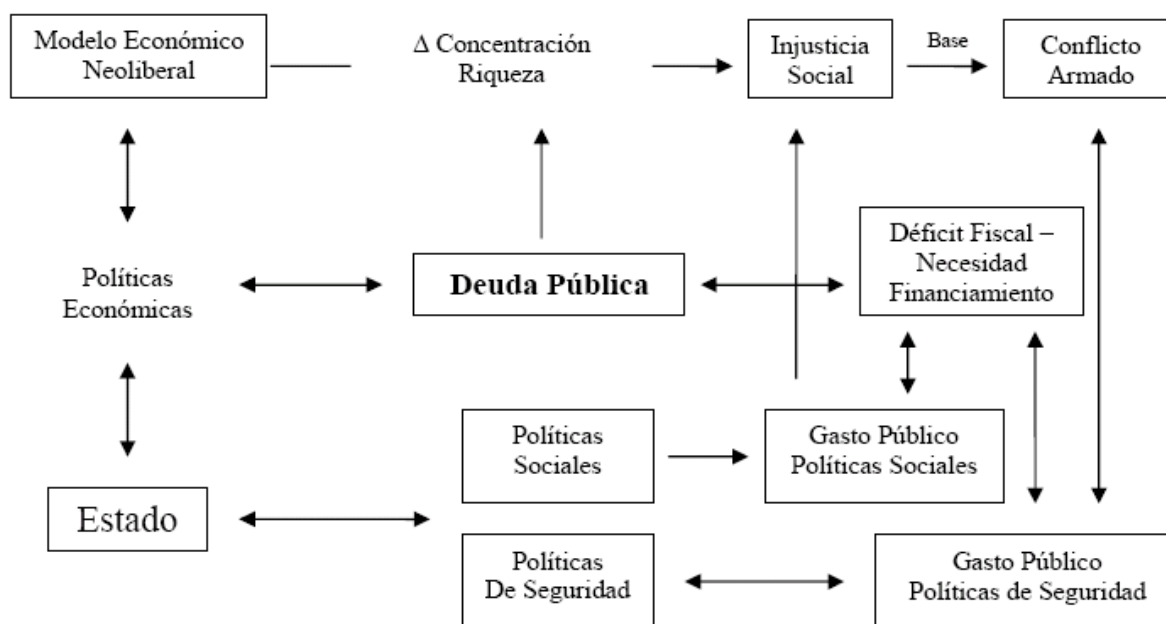 Modelo Económico
Neoliberal
Δ Concentración
Riqueza
Injusticia
Social
Base
Conflicto
Armado
Políticas
Económicas
Deuda Pública
Déficit Fiscal –
Necesidad
Financiamiento
Políticas
Sociales
Gasto Público
Políticas Sociales
Estado
Políticas
De Seguridad
Gasto Público
Políticas de Seguridad